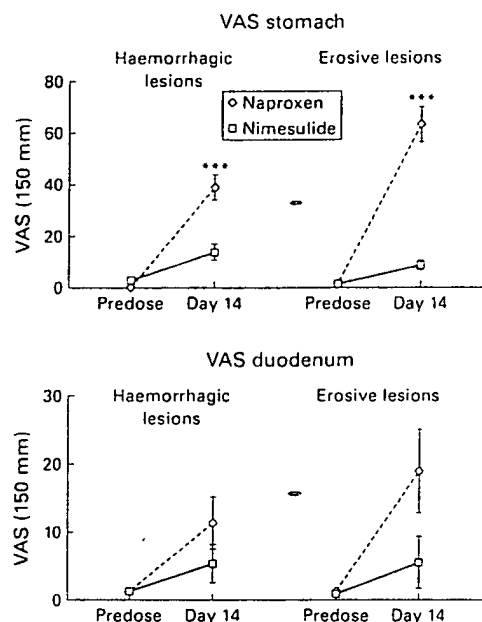 VAS stomach
Haemorrhagic lesions
Erosive lesions
Naproxen
Nimesulide
***
***
VAS (150 mm)
80
60
40
20
0
Predose Day 14 Predose Day 14
VAS duodenum
Haemorrhagic lesions
Erosive lesions
VAS (150 mm)
30
20
10
0
Predose Day 14 Predose Day 14